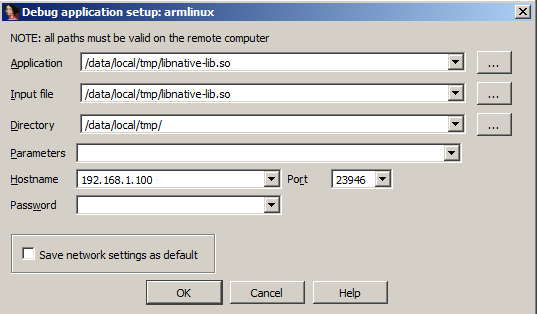 Debug application setup: armlinux
NOTE: all paths must be valid on the remote computer
Application /data/local/tmp/libnative-lib.so ...
Input file /data/local/tmp/libnative-lib.so ...
Directory /data/local/tmp/ ...
Parameters
Hostname 192.168.1.100 Port 23946
Password
Save network settings as default
OK Cancel Help